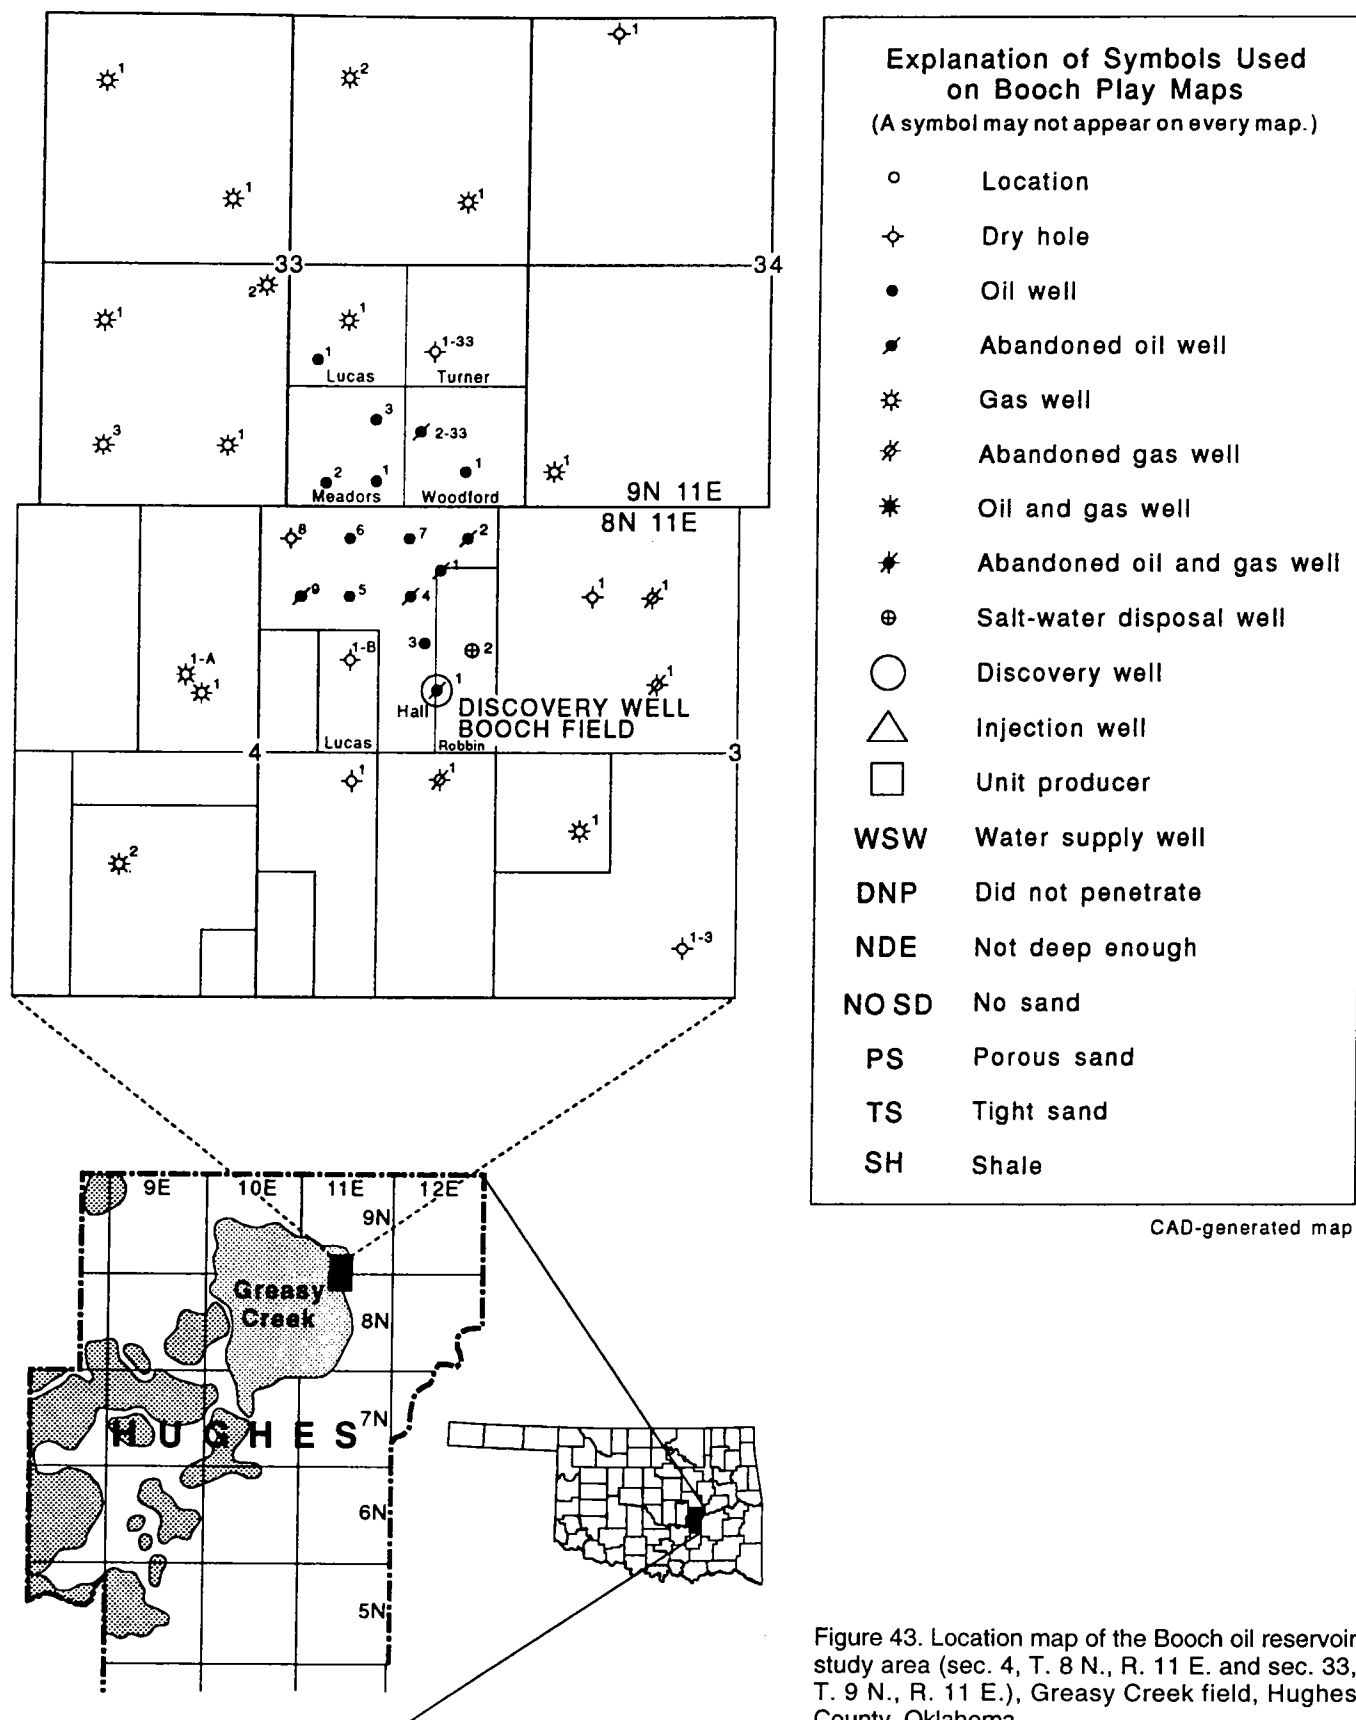 1
1
2
1
1
33
34
2
1
1
1
1-33
Lucas
Turner
3
1
3
2-33
1
1
2
1
Meadors
Woodford
9N 11E
8N 11E
8
6
7
2
1
9
5
4
1
1
1-B
3
2
1-A
1
1
1
Hall
DISCOVERY WELL
BOOCH FIELD
Lucas
Robbin
4
3
1
1
1
2
1-3
Explanation of Symbols Used
on Booch Play Maps
(A symbol may not appear on every map.)
Location
Dry hole
Oil well
Abandoned oil well
Gas well
Abandoned gas well
Oil and gas well
Abandoned oil and gas well
Salt-water disposal well
Discovery well
Injection well
Unit producer
WSW Water supply well
DNP Did not penetrate
NDE Not deep enough
NO SD No sand
PS Porous sand
TS Tight sand
SH Shale
CAD-generated map
9E 10E 11E 12E
9N
Greasy
Creek
8N
7N
HUGHES
6N
5N
Figure 43. Location map of the Booch oil reservoir
study area (sec. 4, T. 8 N., R. 11 E. and sec. 33,
T. 9 N., R. 11 E.), Greasy Creek field, Hughes
County, Oklahoma